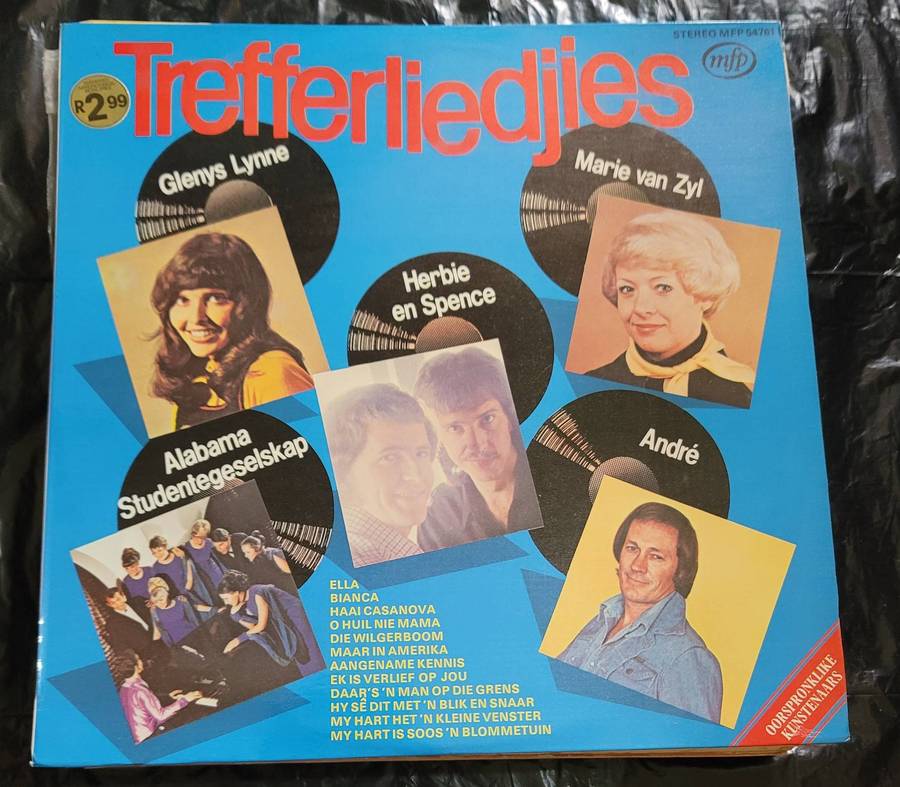 STEREO MFP 54761
mfp
Trefferliedjies
R2.99
Glenys Lynne
Marie van Zyl
Herbie
en Spence
Alabama
Studentegeselskap
André
ELLA
BIANCA
HAAI CASANOVA
O HUIL NIE MAMA
DIE WILGERBOOM
MAAR IN AMERIKA
AANGENAME KENNIS
EK IS VERLIEF OP JOU
DAAR'S 'N MAN OP DIE GRENS
HY SÊ DIT MET 'N BLIK EN SNAAR
MY HART HET 'N KLEINE VENSTER
MY HART IS SOOS 'N BLOMMETUIN
OORSPRONKLIKE
KUNSTENAARS